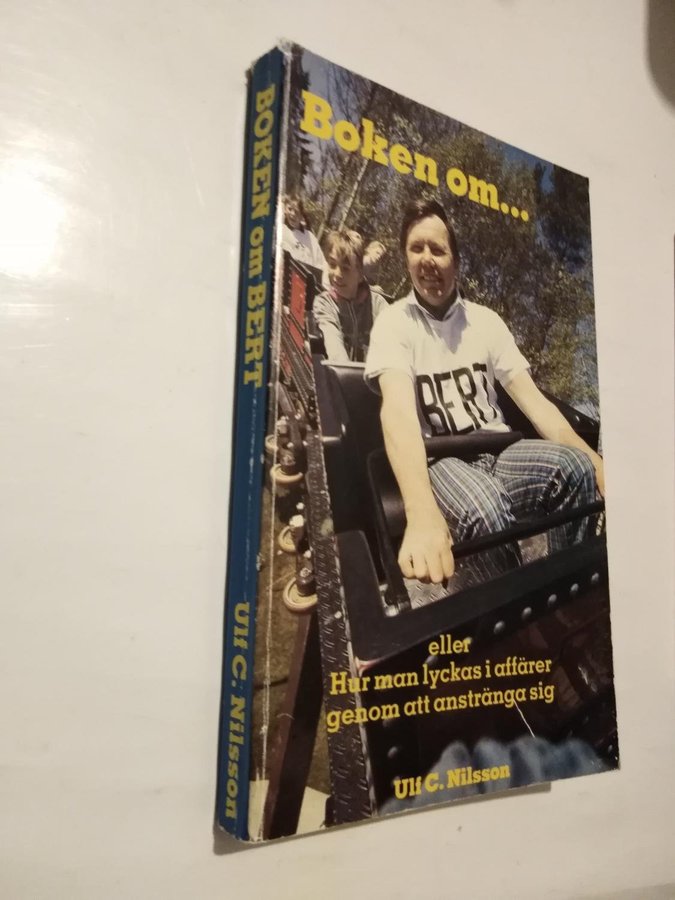 BOKEN om BERT
Ulf C. Nilsson
Boken om...
BERT
eller
Hur man lyckas i affärer
genom att anstränga sig
Ulf C. Nilsson